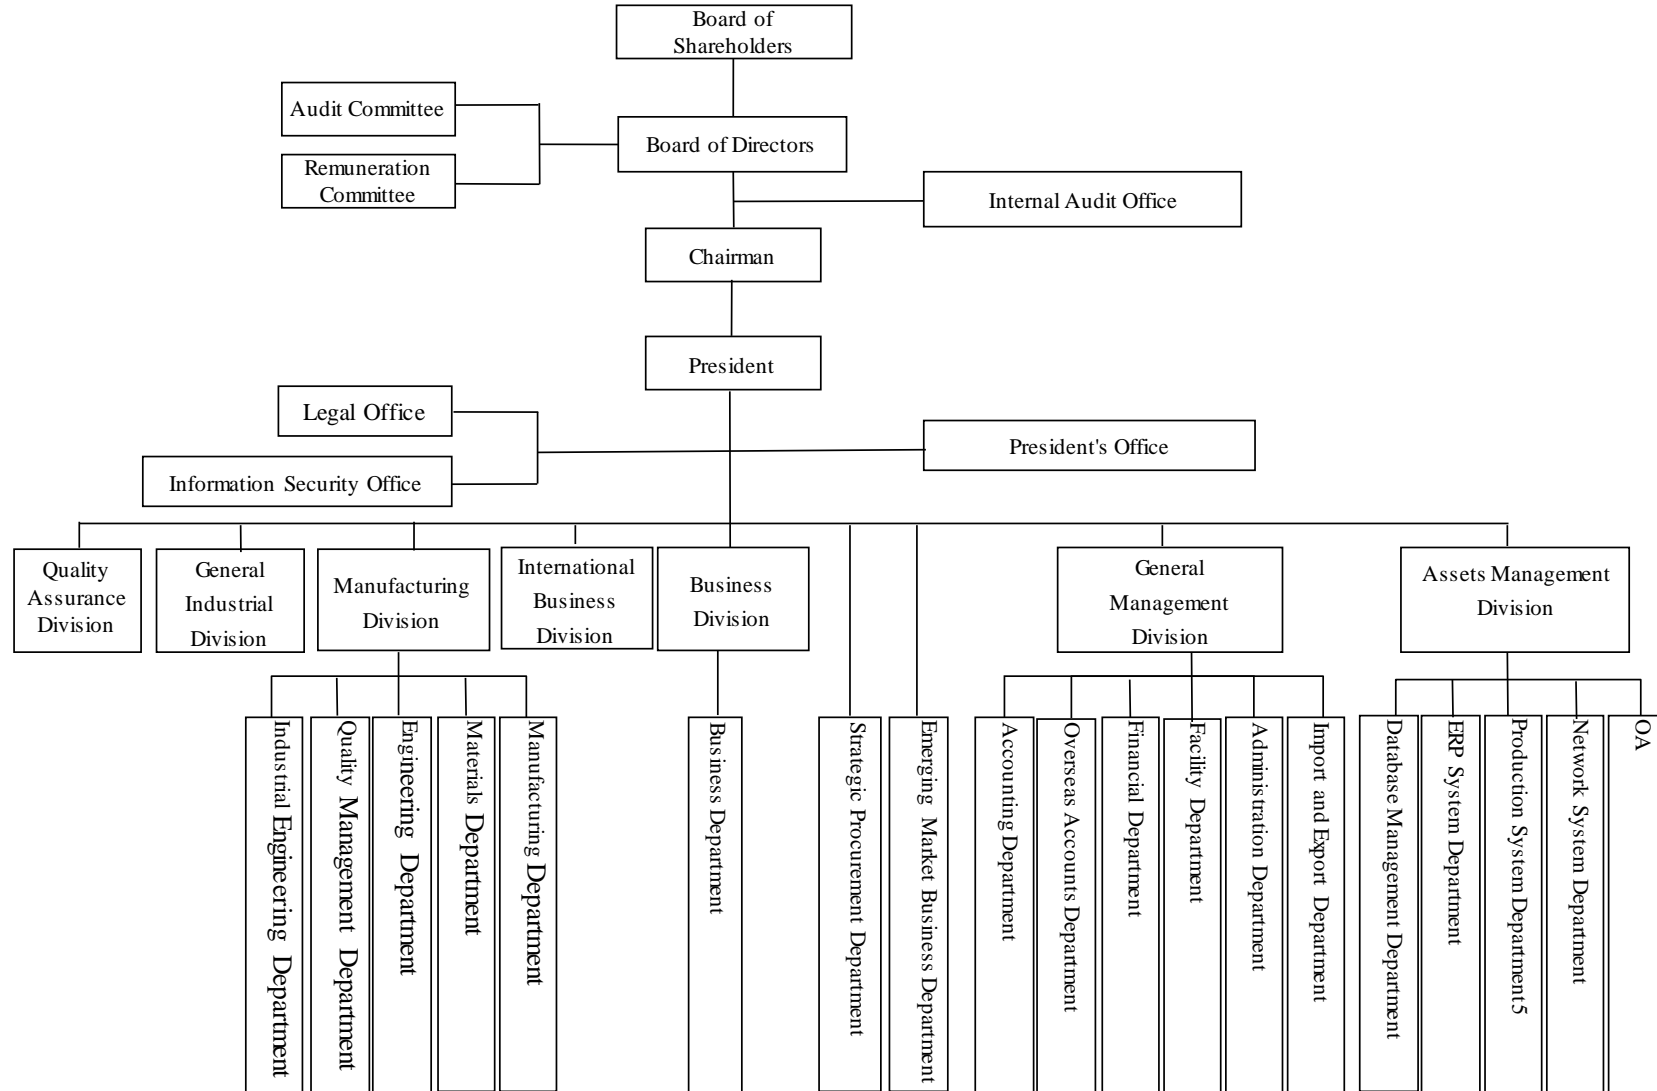 Board of
Shareholders
Audit Committee
Board of Directors
Remuneration
Committee
Internal Audit Office
Chairman
President
Legal Office
President's Office
Information Security Office
Quality
Assurance
Division
General
Industrial
Division
Manufacturing
Division
International
Business
Division
Business
Division
General
Management
Division
Assets Management
Division
Industrial Engineering Department
Quality Management Department
Engineering Department
Materials Department
Manufacturing Department
Business Department
Strategic Procurement Department
Emerging Market Business Department
Accounting Department
Overseas Accounts Department
Financial Department
Facility Department
Administration Department
Import and Export Department
Database Management Department
ERP System Department
Production System Department5
Network System Department
OA